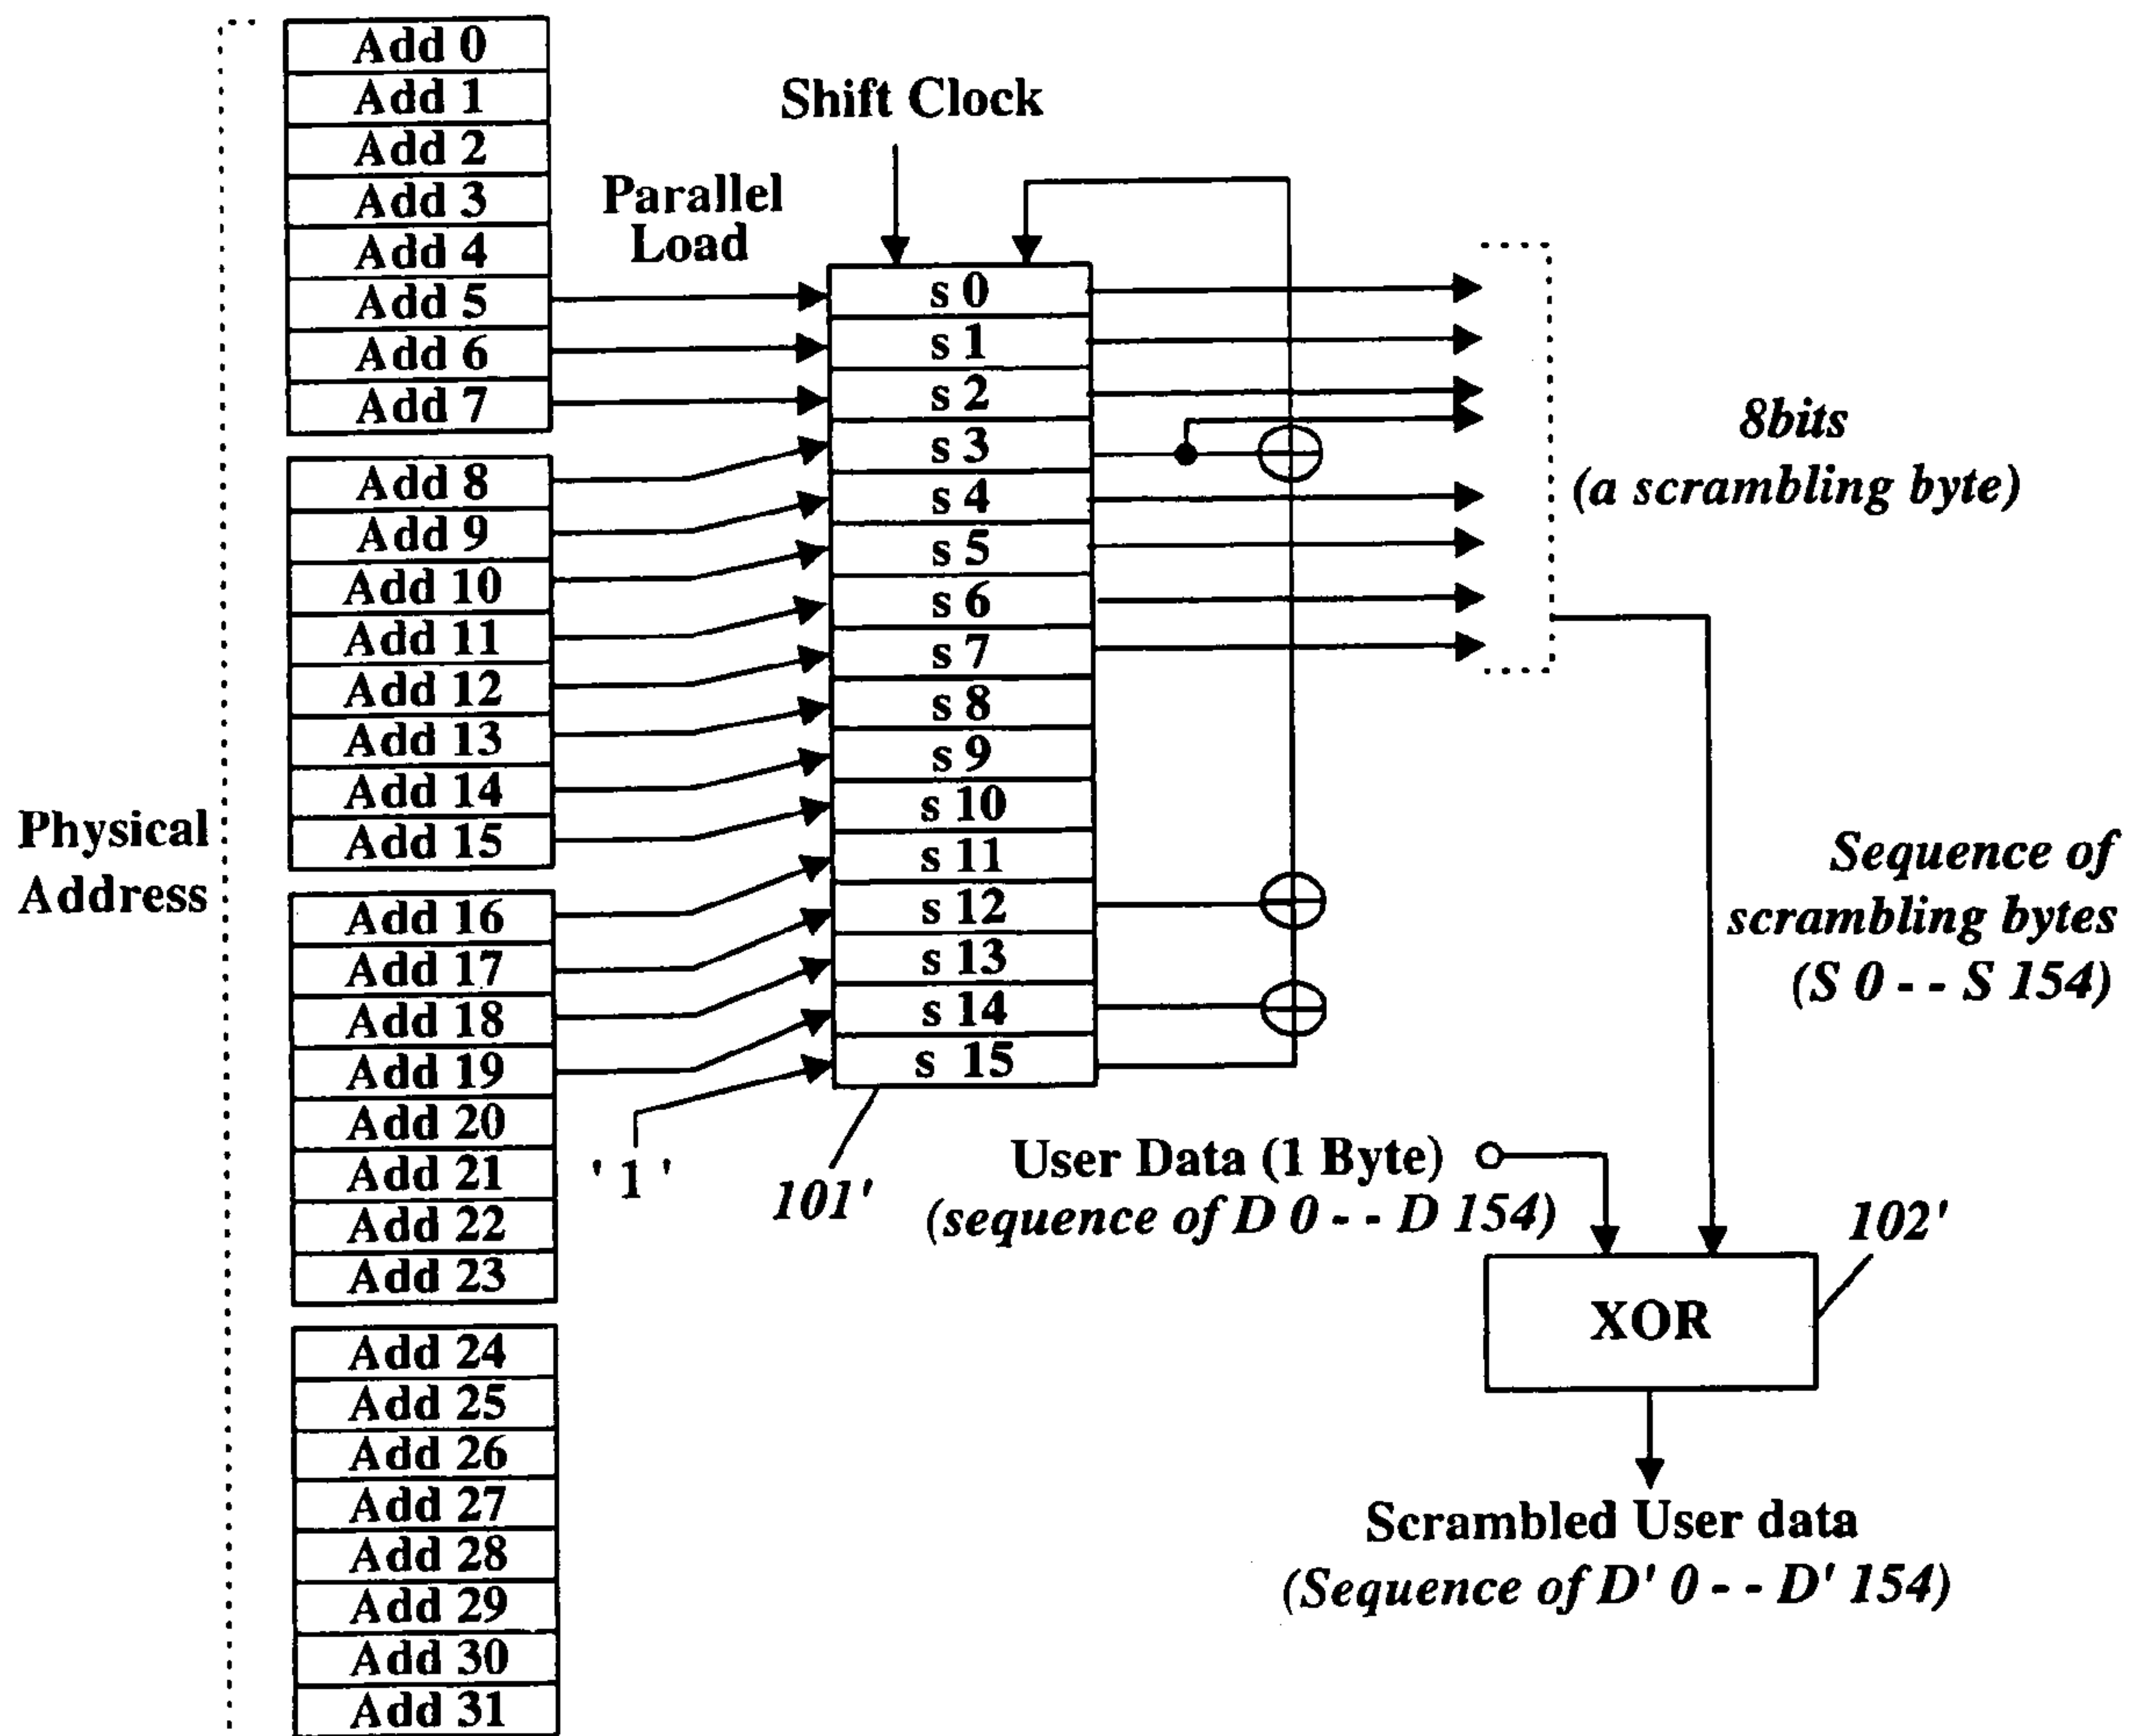 Add 0
Add 1
Add 2
Add 3
Add 4
Add 5
Add 6
Add 7
Add 8
Add 9
Add 10
Add 11
Add 12
Add 13
Add 14
Add 15
Add 16
Add 17
Add 18
Add 19
Add 20
Add 21
Add 22
Add 23
Add 24
Add 25
Add 26
Add 27
Add 28
Add 29
Add 30
Add 31
Physical
Address
Parallel
Load
Shift Clock
s 0
s 1
s 2
s 3
s 4
s 5
s 6
s 7
s 8
s 9
s 10
s 11
s 12
s 13
s 14
s 15
' 1 '
101'
8bits
(a scrambling byte)
Sequence of
scrambling bytes
(S 0 - - S 154)
User Data (1 Byte)
(sequence of D 0 - - D 154)
102'
XOR
Scrambled User data
(Sequence of D' 0 - - D' 154)